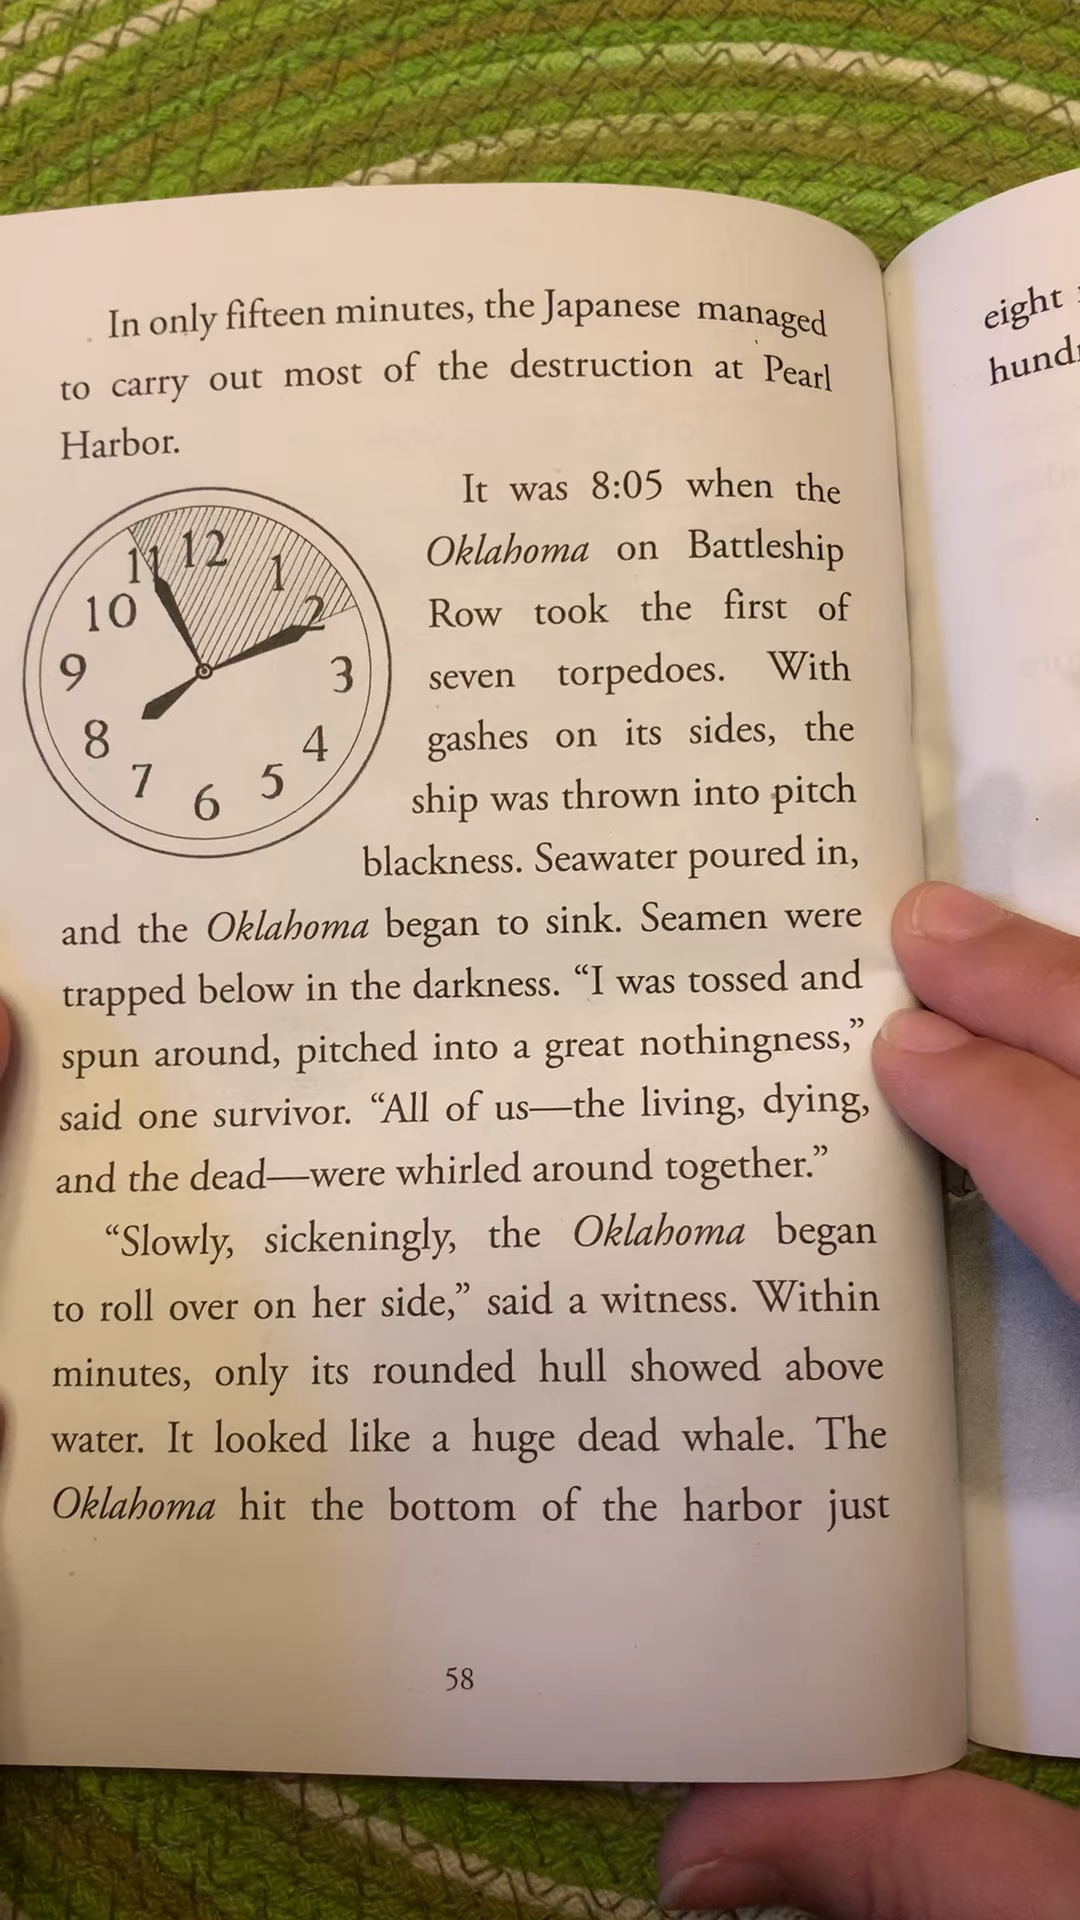 In only fifteen minutes, the Japanese managed
to carry out most of the destruction at Pearl
Harbor.
11 12 1
10 2
9 3
8 4
7 6 5
It was 8:05 when the
Oklahoma on Battleship
Row took the first of
seven torpedoes. With
gashes on its sides, the
ship was thrown into pitch
blackness. Seawater poured in,
and the Oklahoma began to sink. Seamen were
trapped below in the darkness. “I was tossed and
spun around, pitched into a great nothingness,”
said one survivor. “All of us—the living, dying,
and the dead—were whirled around together.”
“Slowly, sickeningly, the Oklahoma began
to roll over on her side,” said a witness. Within
minutes, only its rounded hull showed above
water. It looked like a huge dead whale. The
Oklahoma hit the bottom of the harbor just
58
eight